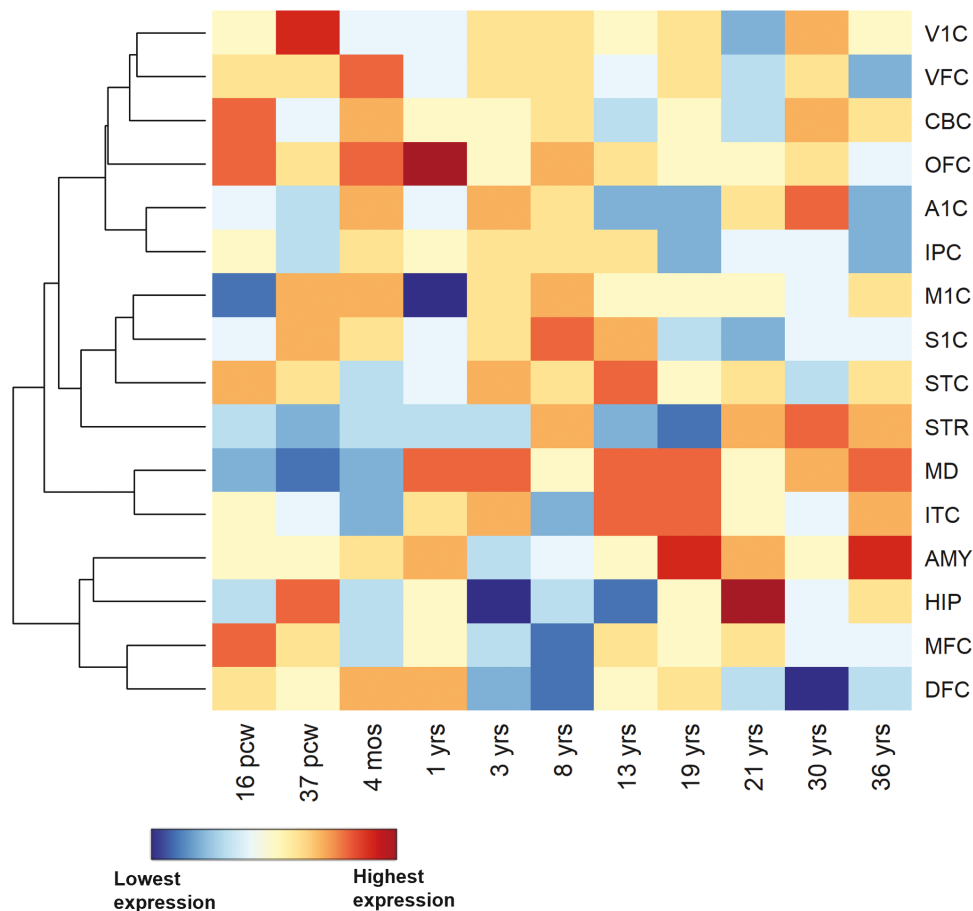 V1C
VFC
CBC
OFC
A1C
IPC
M1C
S1C
STC
STR
MD
ITC
AMY
HIP
MFC
DFC
16 pcw
37 pcw
4 mos
1 yrs
3 yrs
8 yrs
13 yrs
19 yrs
21 yrs
30 yrs
36 yrs
Lowest
expression
Highest
expression